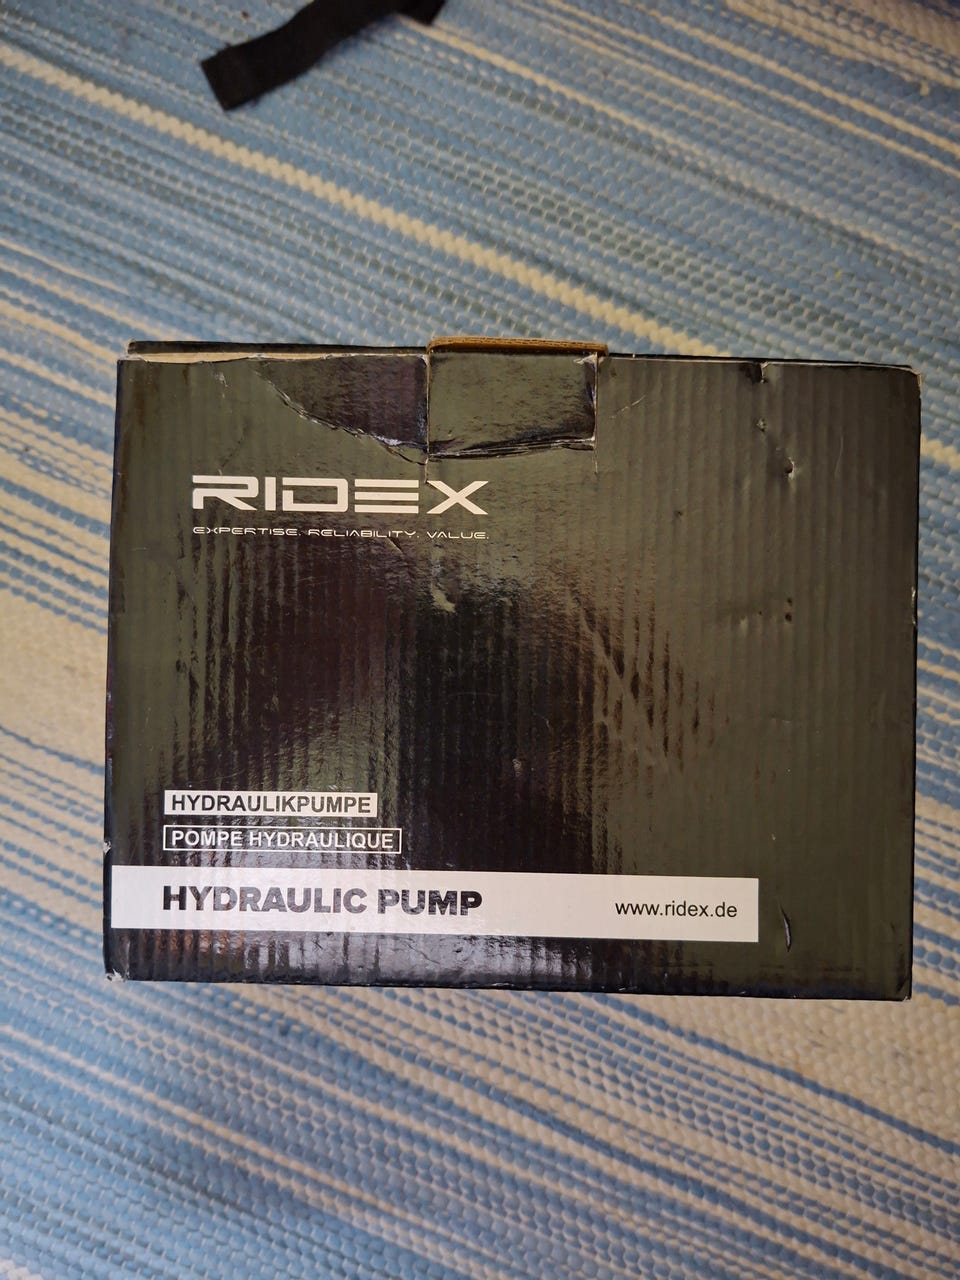 RIDEX
EXPERTISE. RELIABILITY. VALUE.
HYDRAULIKPUMPE
POMPE HYDRAULIQUE
HYDRAULIC PUMP
www.ridex.de